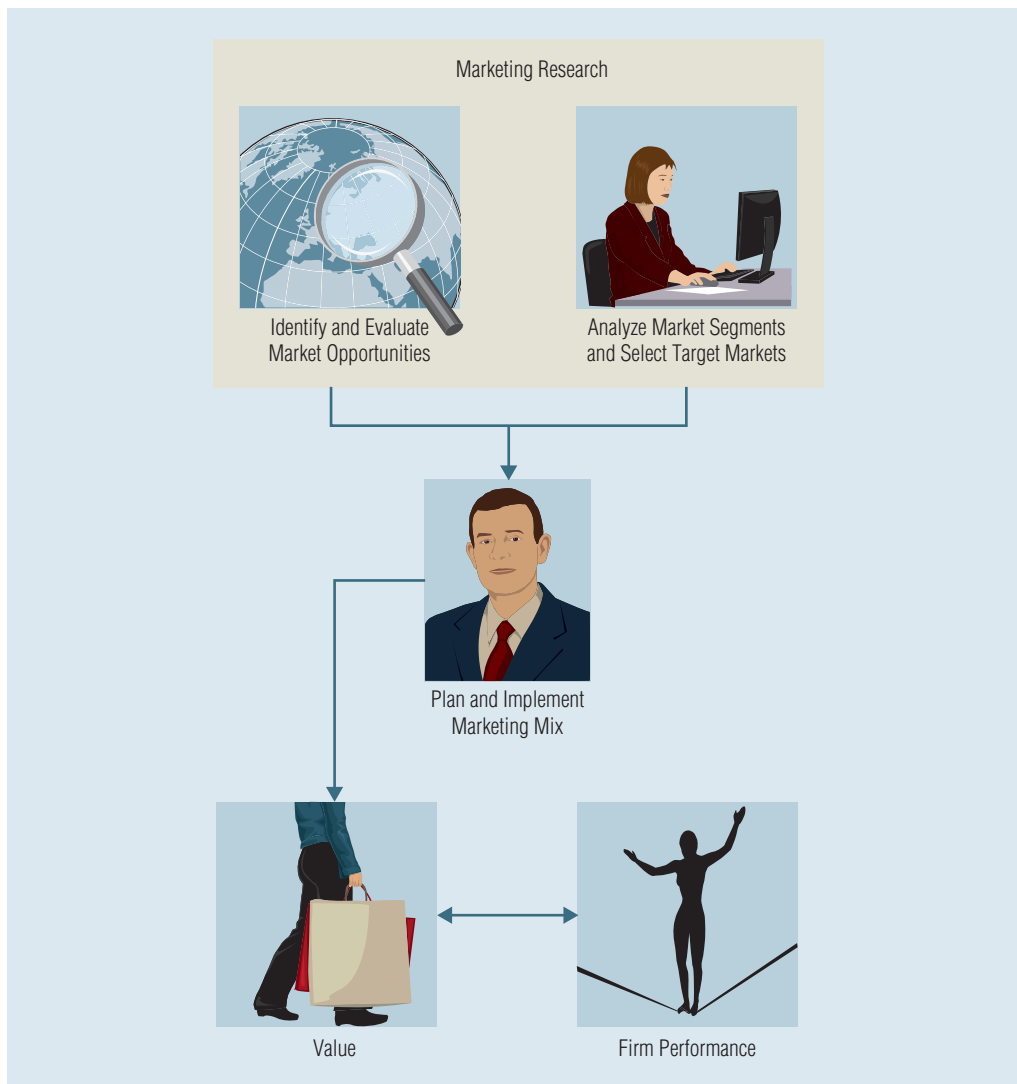 Marketing Research
Identify and Evaluate
Market Opportunities
Analyze Market Segments
and Select Target Markets
Plan and Implement
Marketing Mix
Value
Firm Performance